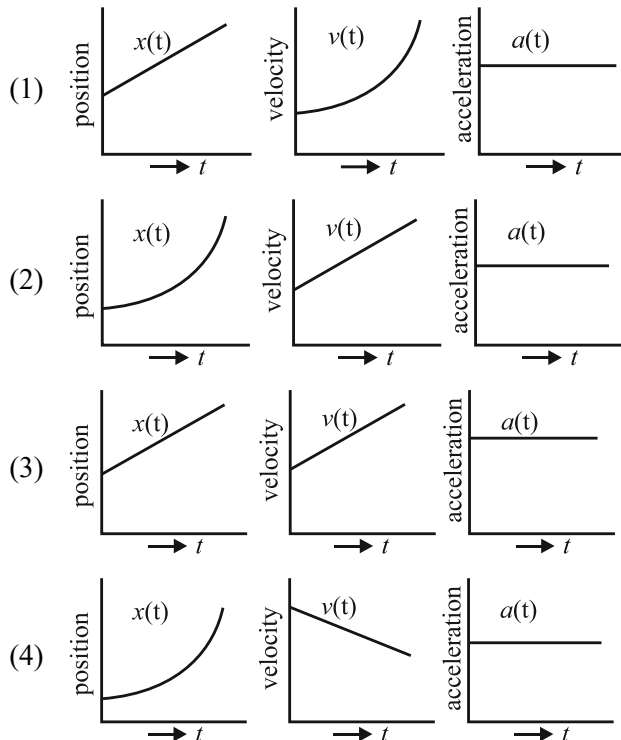 (1) position x(t) t velocity v(t) t acceleration a(t) t
(2) position x(t) t velocity v(t) t acceleration a(t) t
(3) position x(t) t velocity v(t) t acceleration a(t) t
(4) position x(t) t velocity v(t) t acceleration a(t) t